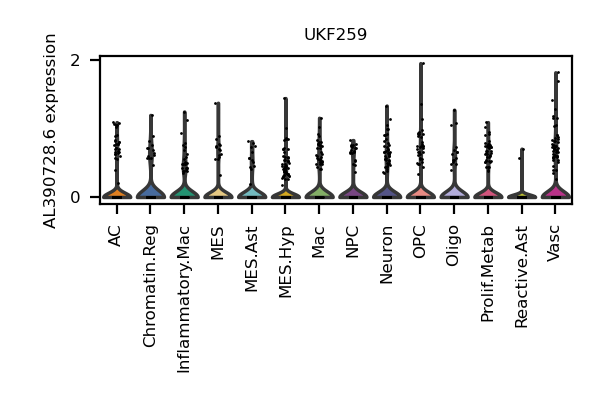 UKF259
AL390728.6 expression
2
0
AC
Chromatin.Reg
Inflammatory.Mac
MES
MES.Ast
MES.Hyp
Mac
NPC
Neuron
OPC
Oligo
Prolif.Metab
Reactive.Ast
Vasc